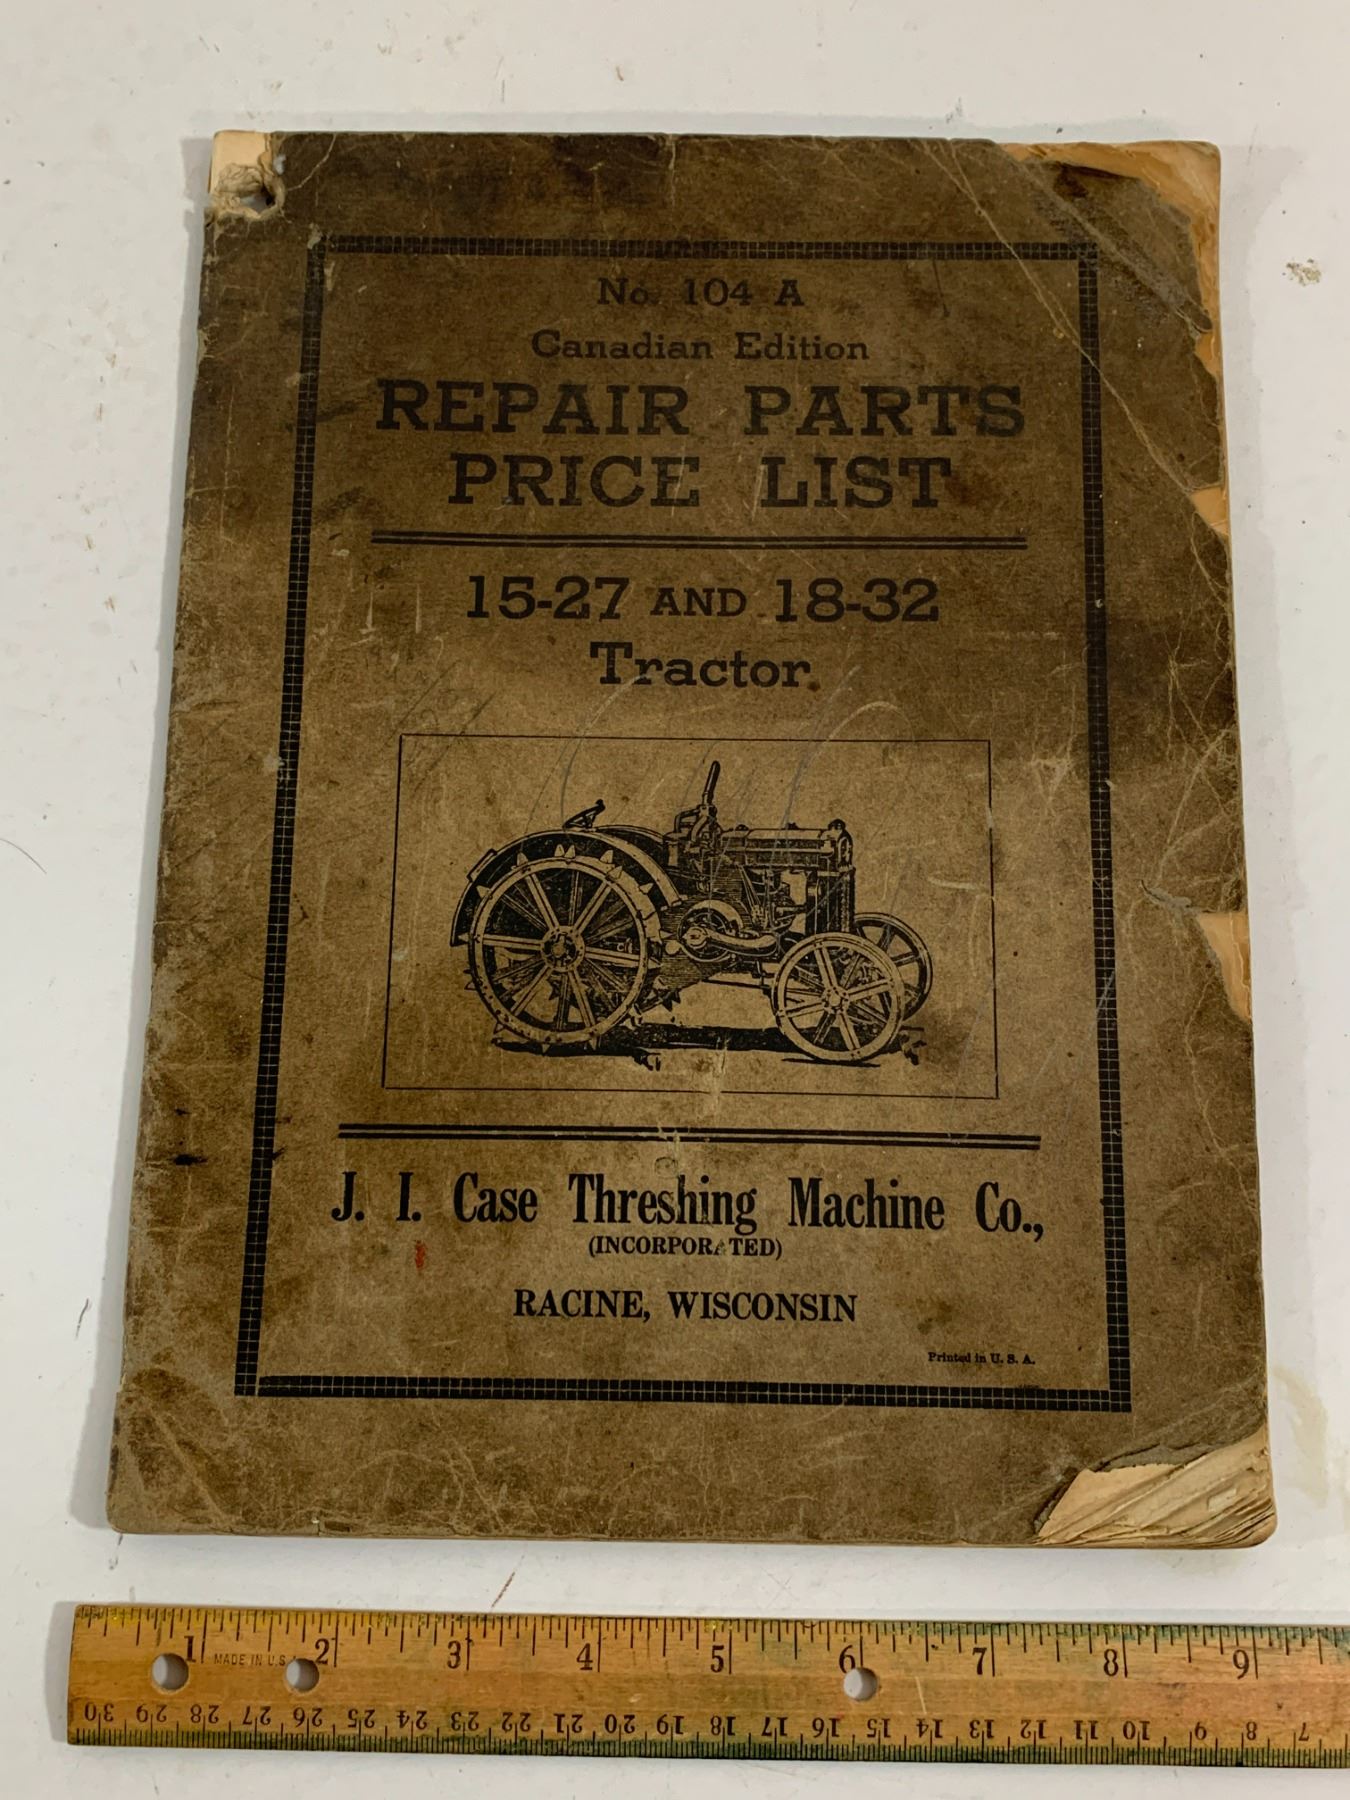 No. 104 A
Canadian Edition
REPAIR PARTS
PRICE LIST
15-27 AND 18-32
Tractor
J. I. Case Threshing Machine Co.,
(INCORPORATED)
RACINE, WISCONSIN
Printed in U. S. A.
1 2 3 4 5 6 7 8 9
MADE IN U.S.
30 29 28 27 26 25 24 23 22 21 20 19 18 17 16 15 14 13 12 11 10 9 8 7